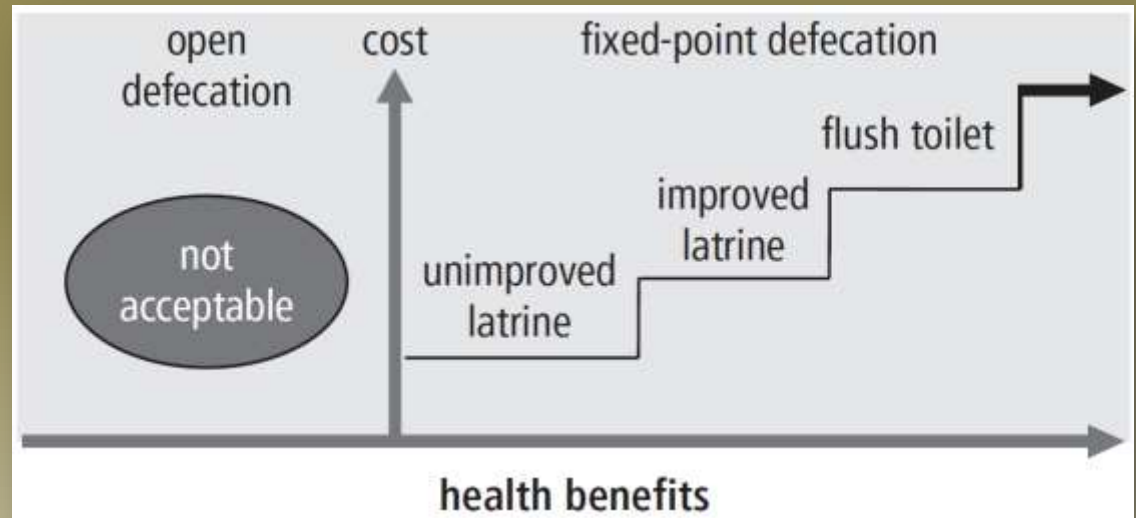 open
defecation
cost
fixed-point defecation
flush toilet
improved
latrine
unimproved
latrine
not
acceptable
health benefits